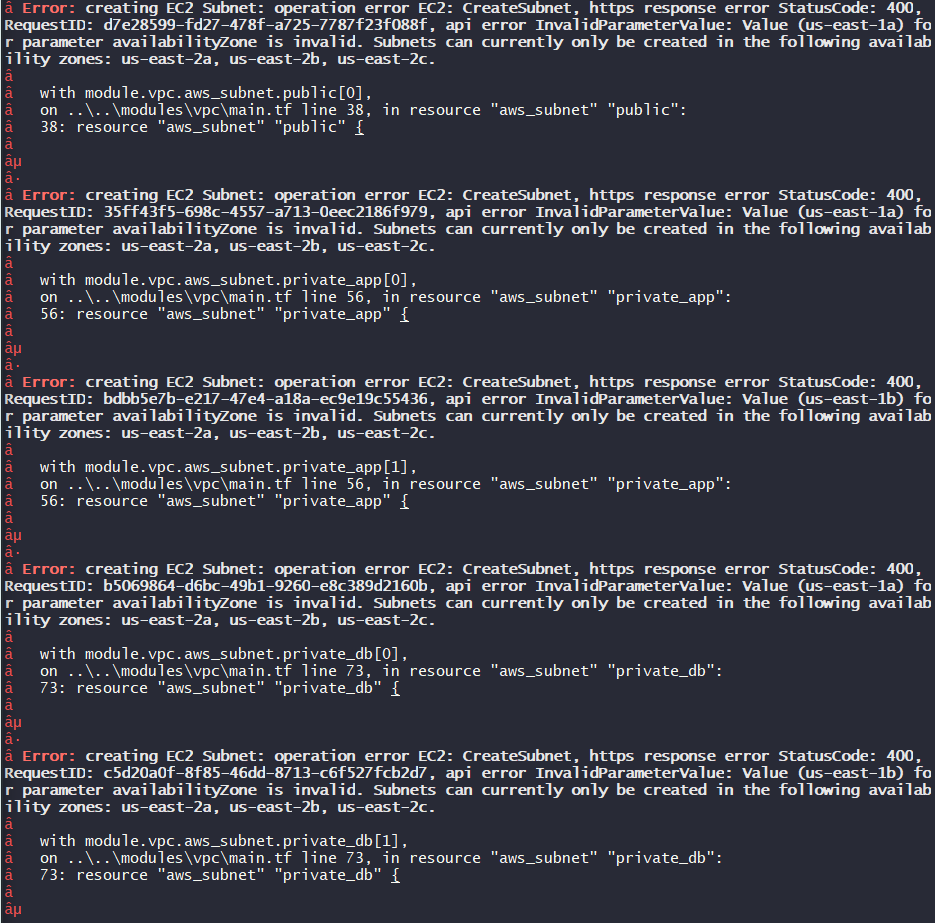 â Error: creating EC2 Subnet: operation error EC2: CreateSubnet, https response error StatusCode: 400,
RequestID: d7e28599-fd27-478f-a725-7787f23f088f, api error InvalidParameterValue: Value (us-east-1a) fo
r parameter availabilityZone is invalid. Subnets can currently only be created in the following availab
ility zones: us-east-2a, us-east-2b, us-east-2c.
â
â   with module.vpc.aws_subnet.public[0],
â   on ..\..\modules\vpc\main.tf line 38, in resource "aws_subnet" "public":
â   38: resource "aws_subnet" "public" {
â
âµ
â·
â Error: creating EC2 Subnet: operation error EC2: CreateSubnet, https response error StatusCode: 400,
RequestID: 35ff43f5-698c-4557-a713-0eec2186f979, api error InvalidParameterValue: Value (us-east-1a) fo
r parameter availabilityZone is invalid. Subnets can currently only be created in the following availab
ility zones: us-east-2a, us-east-2b, us-east-2c.
â
â   with module.vpc.aws_subnet.private_app[0],
â   on ..\..\modules\vpc\main.tf line 56, in resource "aws_subnet" "private_app":
â   56: resource "aws_subnet" "private_app" {
â
âµ
â·
â Error: creating EC2 Subnet: operation error EC2: CreateSubnet, https response error StatusCode: 400,
RequestID: bdbb5e7b-e217-47e4-a18a-ec9e19c55436, api error InvalidParameterValue: Value (us-east-1b) fo
r parameter availabilityZone is invalid. Subnets can currently only be created in the following availab
ility zones: us-east-2a, us-east-2b, us-east-2c.
â
â   with module.vpc.aws_subnet.private_app[1],
â   on ..\..\modules\vpc\main.tf line 56, in resource "aws_subnet" "private_app":
â   56: resource "aws_subnet" "private_app" {
â
âµ
â·
â Error: creating EC2 Subnet: operation error EC2: CreateSubnet, https response error StatusCode: 400,
RequestID: b5069864-d6bc-49b1-9260-e8c389d2160b, api error InvalidParameterValue: Value (us-east-1a) fo
r parameter availabilityZone is invalid. Subnets can currently only be created in the following availab
ility zones: us-east-2a, us-east-2b, us-east-2c.
â
â   with module.vpc.aws_subnet.private_db[0],
â   on ..\..\modules\vpc\main.tf line 73, in resource "aws_subnet" "private_db":
â   73: resource "aws_subnet" "private_db" {
â
âµ
â·
â Error: creating EC2 Subnet: operation error EC2: CreateSubnet, https response error StatusCode: 400,
RequestID: c5d20a0f-8f85-46dd-8713-c6f527fcb2d7, api error InvalidParameterValue: Value (us-east-1b) fo
r parameter availabilityZone is invalid. Subnets can currently only be created in the following availab
ility zones: us-east-2a, us-east-2b, us-east-2c.
â
â   with module.vpc.aws_subnet.private_db[1],
â   on ..\..\modules\vpc\main.tf line 73, in resource "aws_subnet" "private_db":
â   73: resource "aws_subnet" "private_db" {
â
âµ